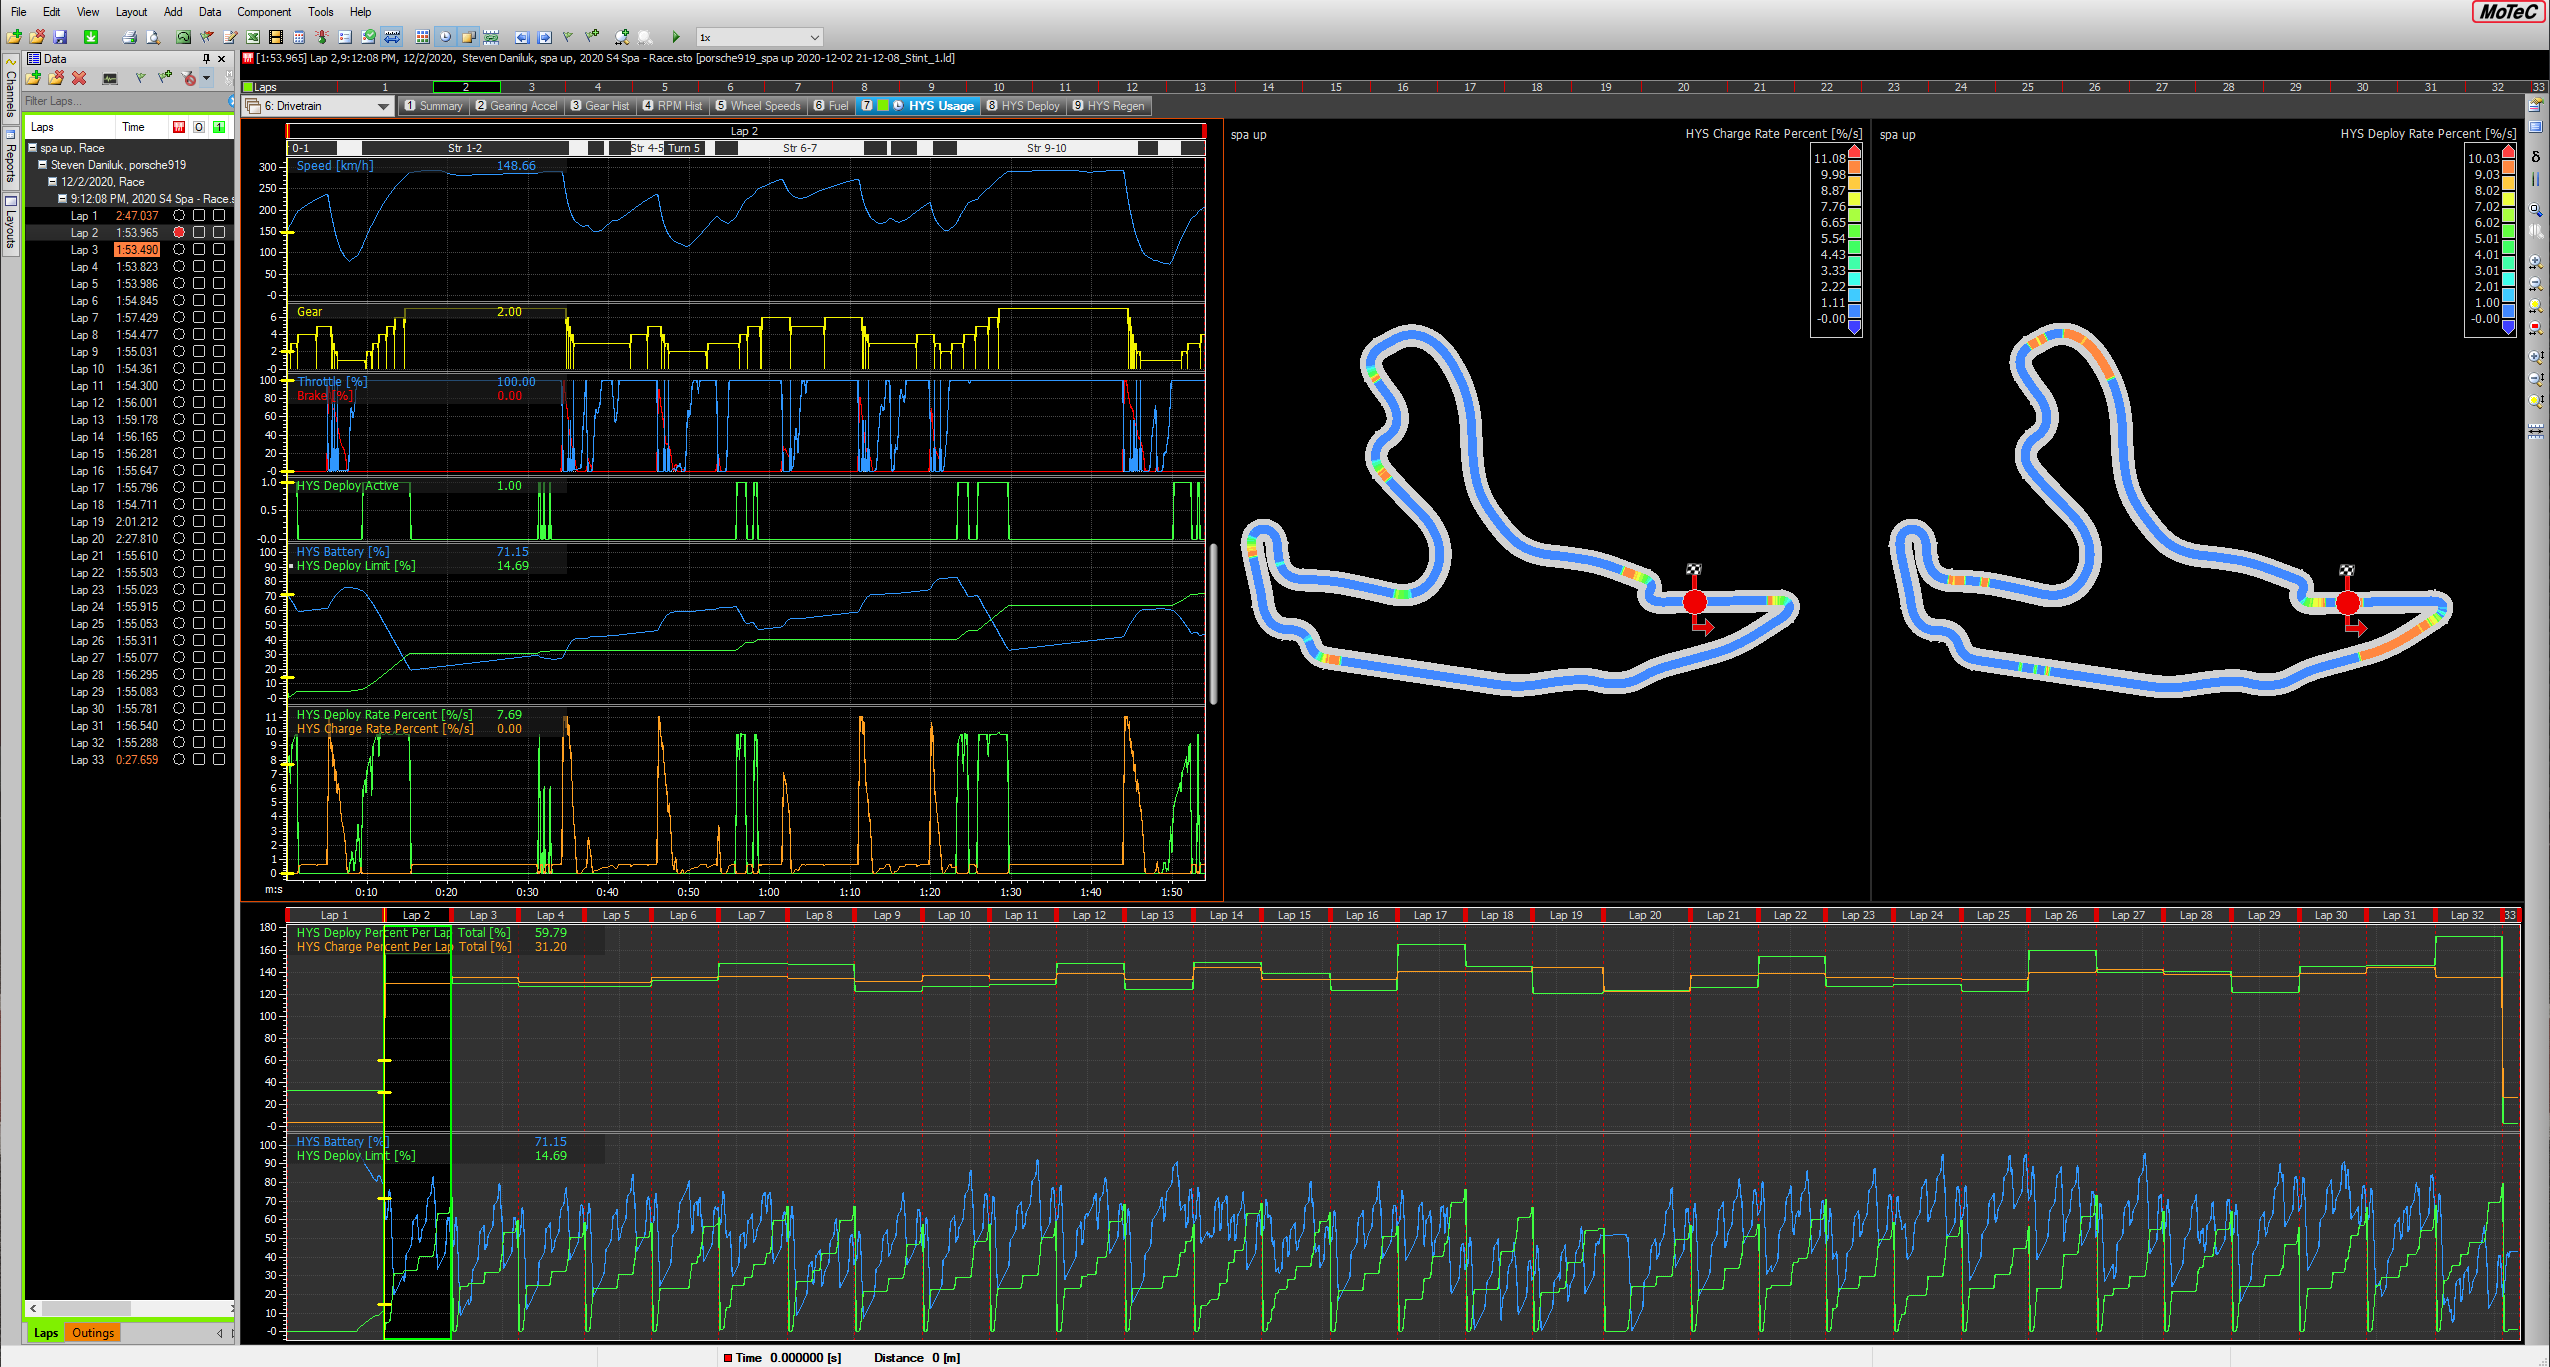 File Edit View Layout Add Data Component Tools Help
MoTeC
1x
Data
[1:53.965] Lap 2,9:12:08 PM, 12/2/2020, Steven Daniluk, spa up, 2020 S4 Spa - Race.sto [porsche919_spa up 2020-12-02 21-12-08_Stint_1.ld]
Channels
Reports
Layouts
Filter Laps...
Laps 1 2 3 4 5 6 7 8 9 10 11 12 13 14 15 16 17 18 19 20 21 22 23 24 25 26 27 28 29 30 31 32 33
6: Drivetrain 1 Summary 2 Gearing Accel 3 Gear Hist 4 RPM Hist 5 Wheel Speeds 6 Fuel 7 HYS Usage 8 HYS Deploy 9 HYS Regen
Laps Time O 1
spa up, Race
Steven Daniluk, porsche919
12/2/2020, Race
9:12:08 PM, 2020 S4 Spa - Race.s
Lap 1 2:47.037
Lap 2 1:53.965
Lap 3 1:53.490
Lap 4 1:53.823
Lap 5 1:53.986
Lap 6 1:54.845
Lap 7 1:57.429
Lap 8 1:54.477
Lap 9 1:55.031
Lap 10 1:54.361
Lap 11 1:54.300
Lap 12 1:56.001
Lap 13 1:59.178
Lap 14 1:56.165
Lap 15 1:56.281
Lap 16 1:55.647
Lap 17 1:55.796
Lap 18 1:54.711
Lap 19 2:01.212
Lap 20 2:27.810
Lap 21 1:55.610
Lap 22 1:55.503
Lap 23 1:55.023
Lap 24 1:55.915
Lap 25 1:55.053
Lap 26 1:55.311
Lap 27 1:55.077
Lap 28 1:56.295
Lap 29 1:55.083
Lap 30 1:55.781
Lap 31 1:56.540
Lap 32 1:55.288
Lap 33 0:27.659
Laps Outings
Lap 2
0-1 Str 1-2 Str 4-5 Turn 5 Str 6-7 Str 9-10
Speed [km/h] 148.66
300
250
200
150
100
50
-0
Gear 2.00
6
4
2
-0
Throttle [%] 100.00
Brake [%] 0.00
100
80
60
40
20
-0
HYS Deploy Active 1.00
1.0
0.5
-0.0
HYS Battery [%] 71.15
HYS Deploy Limit [%] 14.69
100
90
80
70
60
50
40
30
20
10
-0
HYS Deploy Rate Percent [%/s] 7.69
HYS Charge Rate Percent [%/s] 0.00
11
10
9
8
7
6
5
4
3
2
1
0
m:s 0:10 0:20 0:30 0:40 0:50 1:00 1:10 1:20 1:30 1:40 1:50
spa up HYS Charge Rate Percent [%/s]
11.08
9.98
8.87
7.76
6.65
5.54
4.43
3.33
2.22
1.11
-0.00
spa up HYS Deploy Rate Percent [%/s]
10.03
9.03
8.02
7.02
6.02
5.01
4.01
3.01
2.01
1.00
-0.00
δ
Lap 1 Lap 2 Lap 3 Lap 4 Lap 5 Lap 6 Lap 7 Lap 8 Lap 9 Lap 10 Lap 11 Lap 12 Lap 13 Lap 14 Lap 15 Lap 16 Lap 17 Lap 18 Lap 19 Lap 20 Lap 21 Lap 22 Lap 23 Lap 24 Lap 25 Lap 26 Lap 27 Lap 28 Lap 29 Lap 30 Lap 31 Lap 32 33
HYS Deploy Percent Per Lap Total [%] 59.79
HYS Charge Percent Per Lap Total [%] 31.20
180
160
140
120
100
80
60
40
20
-0
HYS Battery [%] 71.15
HYS Deploy Limit [%] 14.69
100
90
80
70
60
50
40
30
20
10
-0
Time 0.000000 [s] Distance 0 [m]